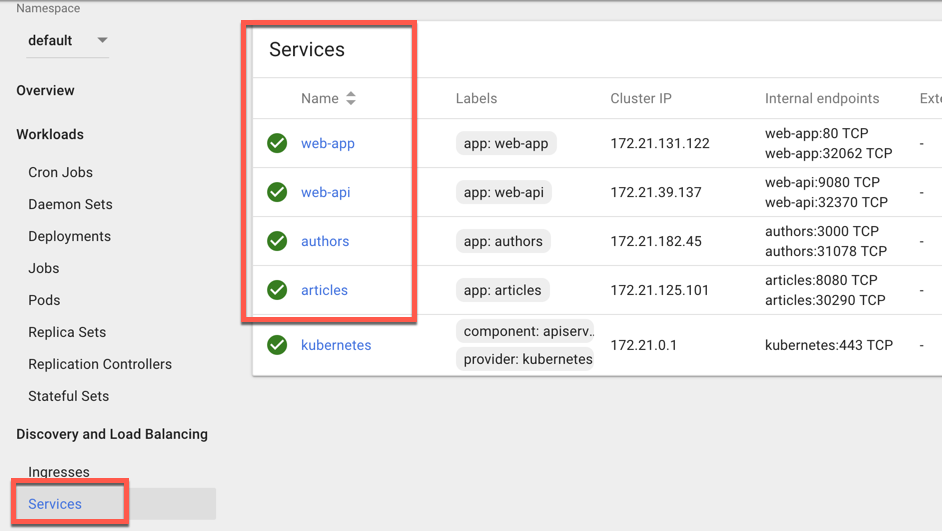 Namespace
default
Overview
Workloads
Cron Jobs
Daemon Sets
Deployments
Jobs
Pods
Replica Sets
Replication Controllers
Stateful Sets
Discovery and Load Balancing
Ingresses
Services
Services
Name Labels Cluster IP Internal endpoints Exte
web-app app: web-app 172.21.131.122 web-app:80 TCP -
web-app:32062 TCP
web-api app: web-api 172.21.39.137 web-api:9080 TCP -
web-api:32370 TCP
authors app: authors 172.21.182.45 authors:3000 TCP -
authors:31078 TCP
articles app: articles 172.21.125.101 articles:8080 TCP -
articles:30290 TCP
kubernetes component: apiserv.. 172.21.0.1 kubernetes:443 TCP -
provider: kubernetes